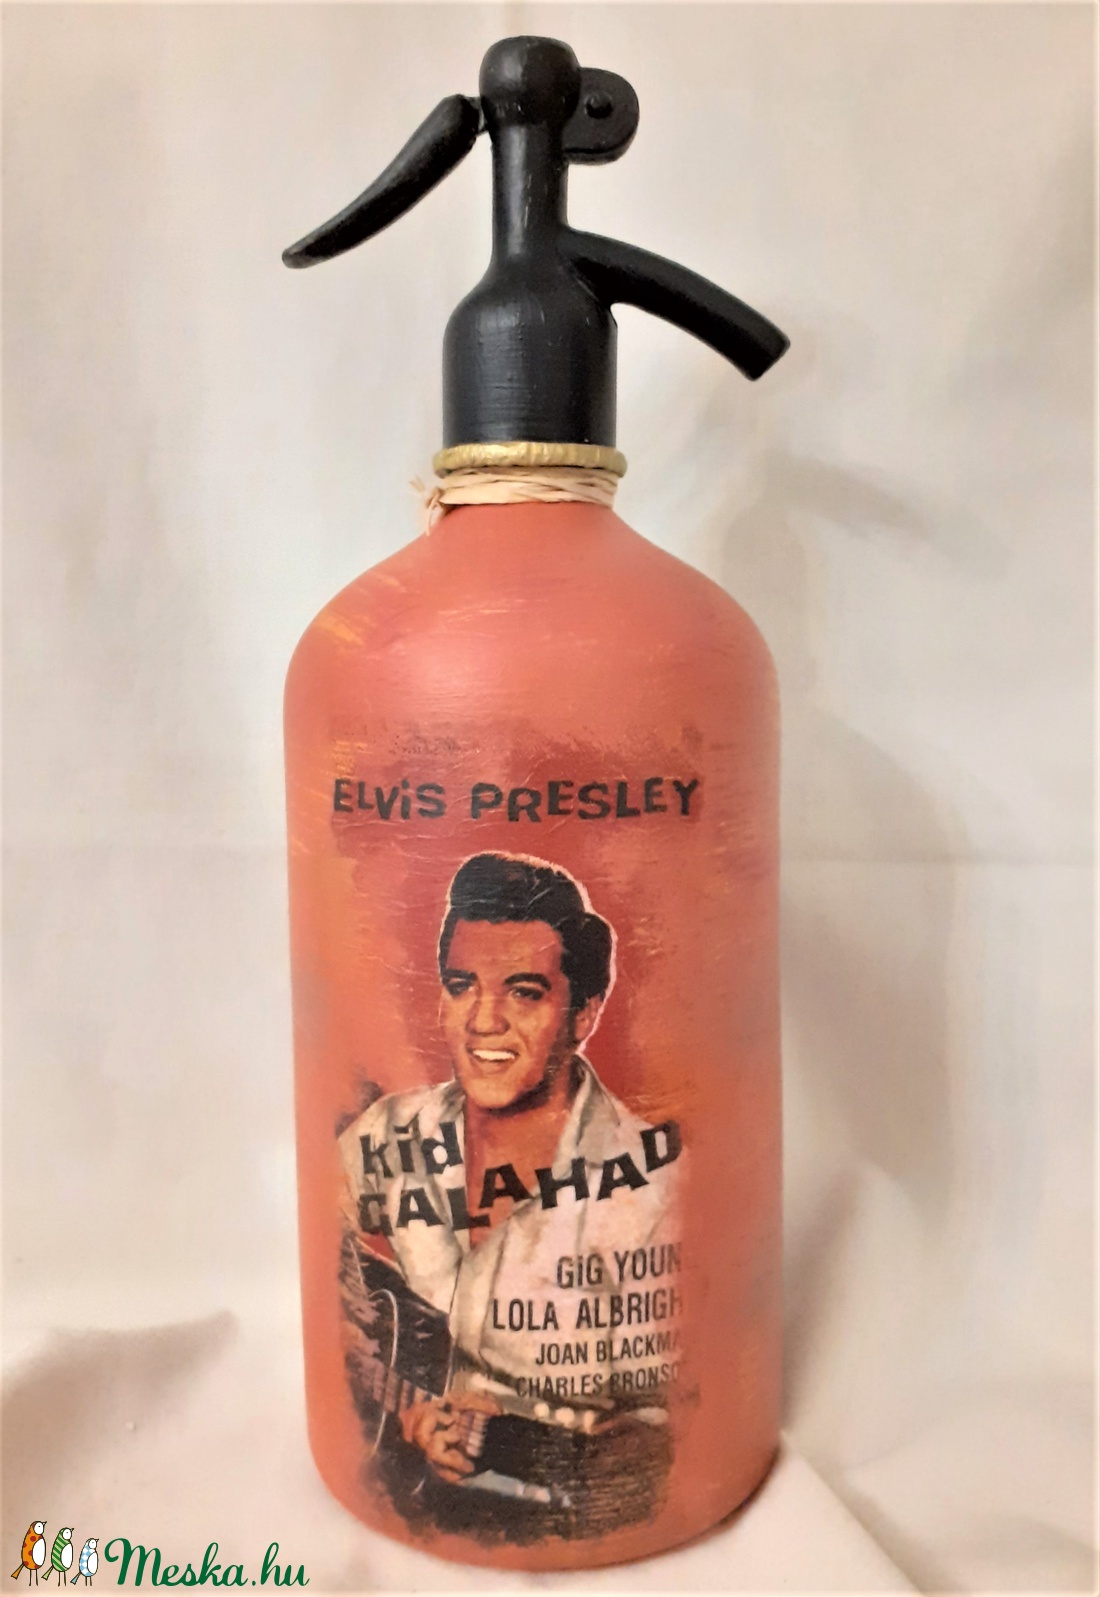 ELViS PRESLEY
kid
GALAHAD
GiG YOUN
LOLA ALBRIGH
JOAN BLACKMA
CHARLES BRONSO
Meska.hu